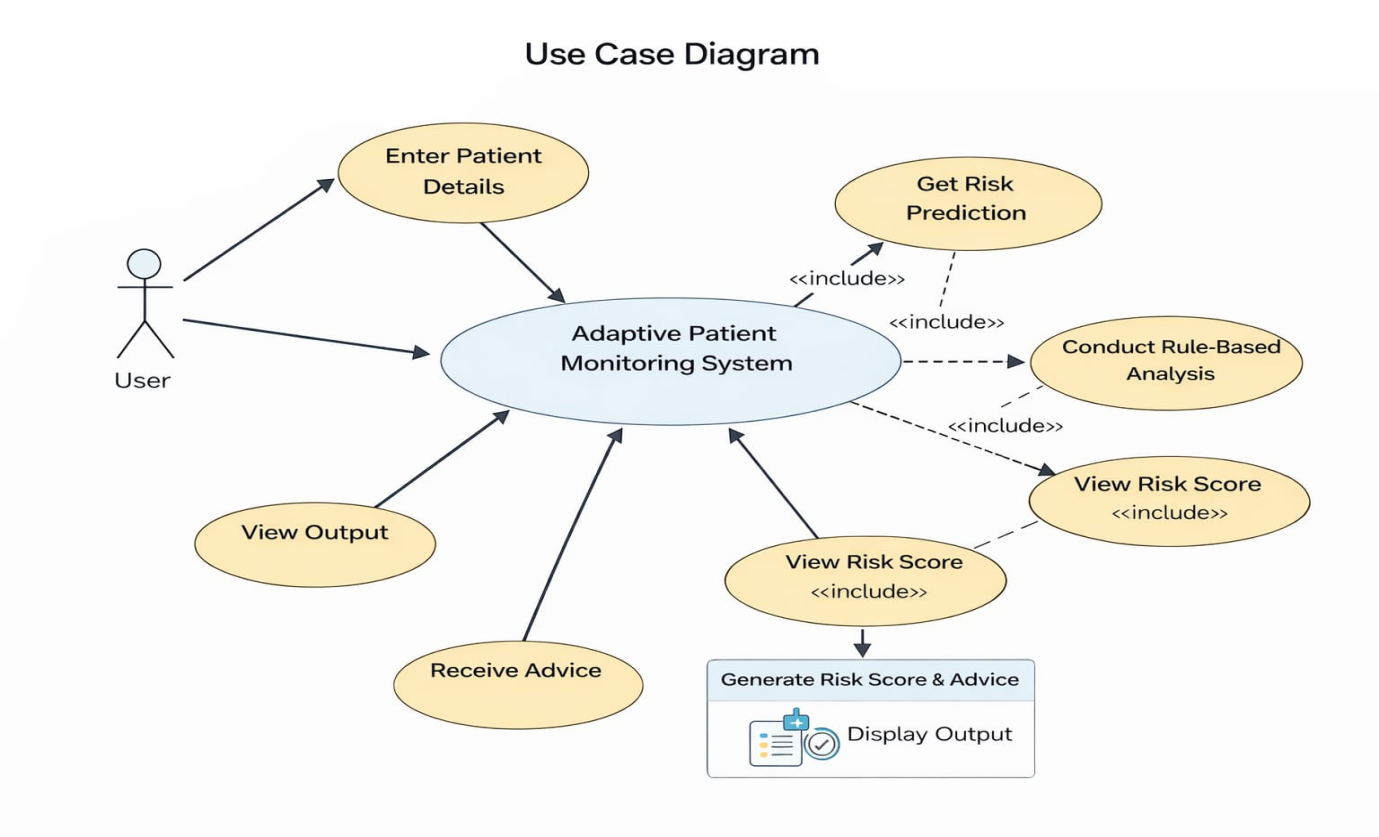 Use Case Diagram
Enter Patient
Details
Get Risk
Prediction
<<include>>
<<include>>
User
Adaptive Patient
Monitoring System
Conduct Rule-Based
Analysis
<<include>>
View Risk Score
<<include>>
View Output
View Risk Score
<<include>>
Receive Advice
Generate Risk Score & Advice
Display Output